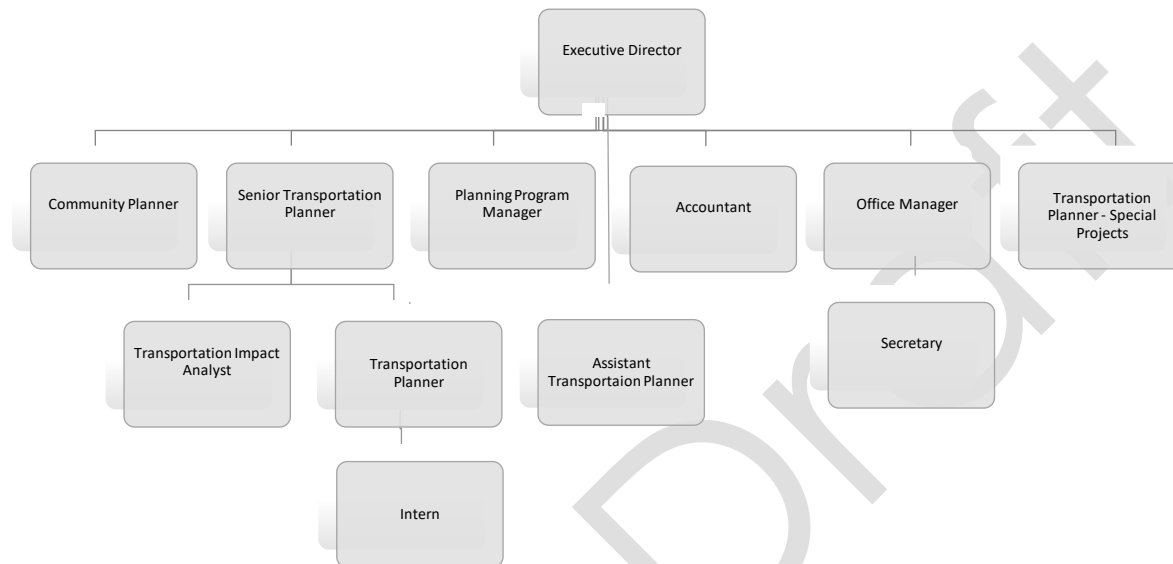 Executive Director
Community Planner
Senior Transportation
Planner
Planning Program
Manager
Accountant
Office Manager
Transportation
Planner - Special
Projects
Transportation Impact
Analyst
Transportation
Planner
Assistant
Transportaion Planner
Secretary
Intern
Draft